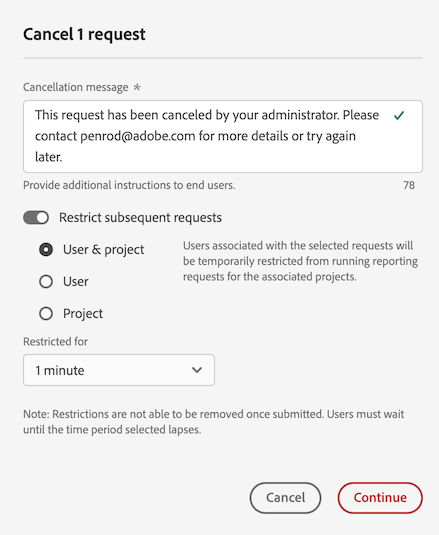 Cancel 1 request
Cancellation message *
This request has been canceled by your administrator. Please
contact penrod@adobe.com for more details or try again
later.
Provide additional instructions to end users.
78
Restrict subsequent requests
User & project
Users associated with the selected requests will
be temporarily restricted from running reporting
requests for the associated projects.
User
Project
Restricted for
1 minute
Note: Restrictions are not able to be removed once submitted. Users must wait
until the time period selected lapses.
Cancel
Continue